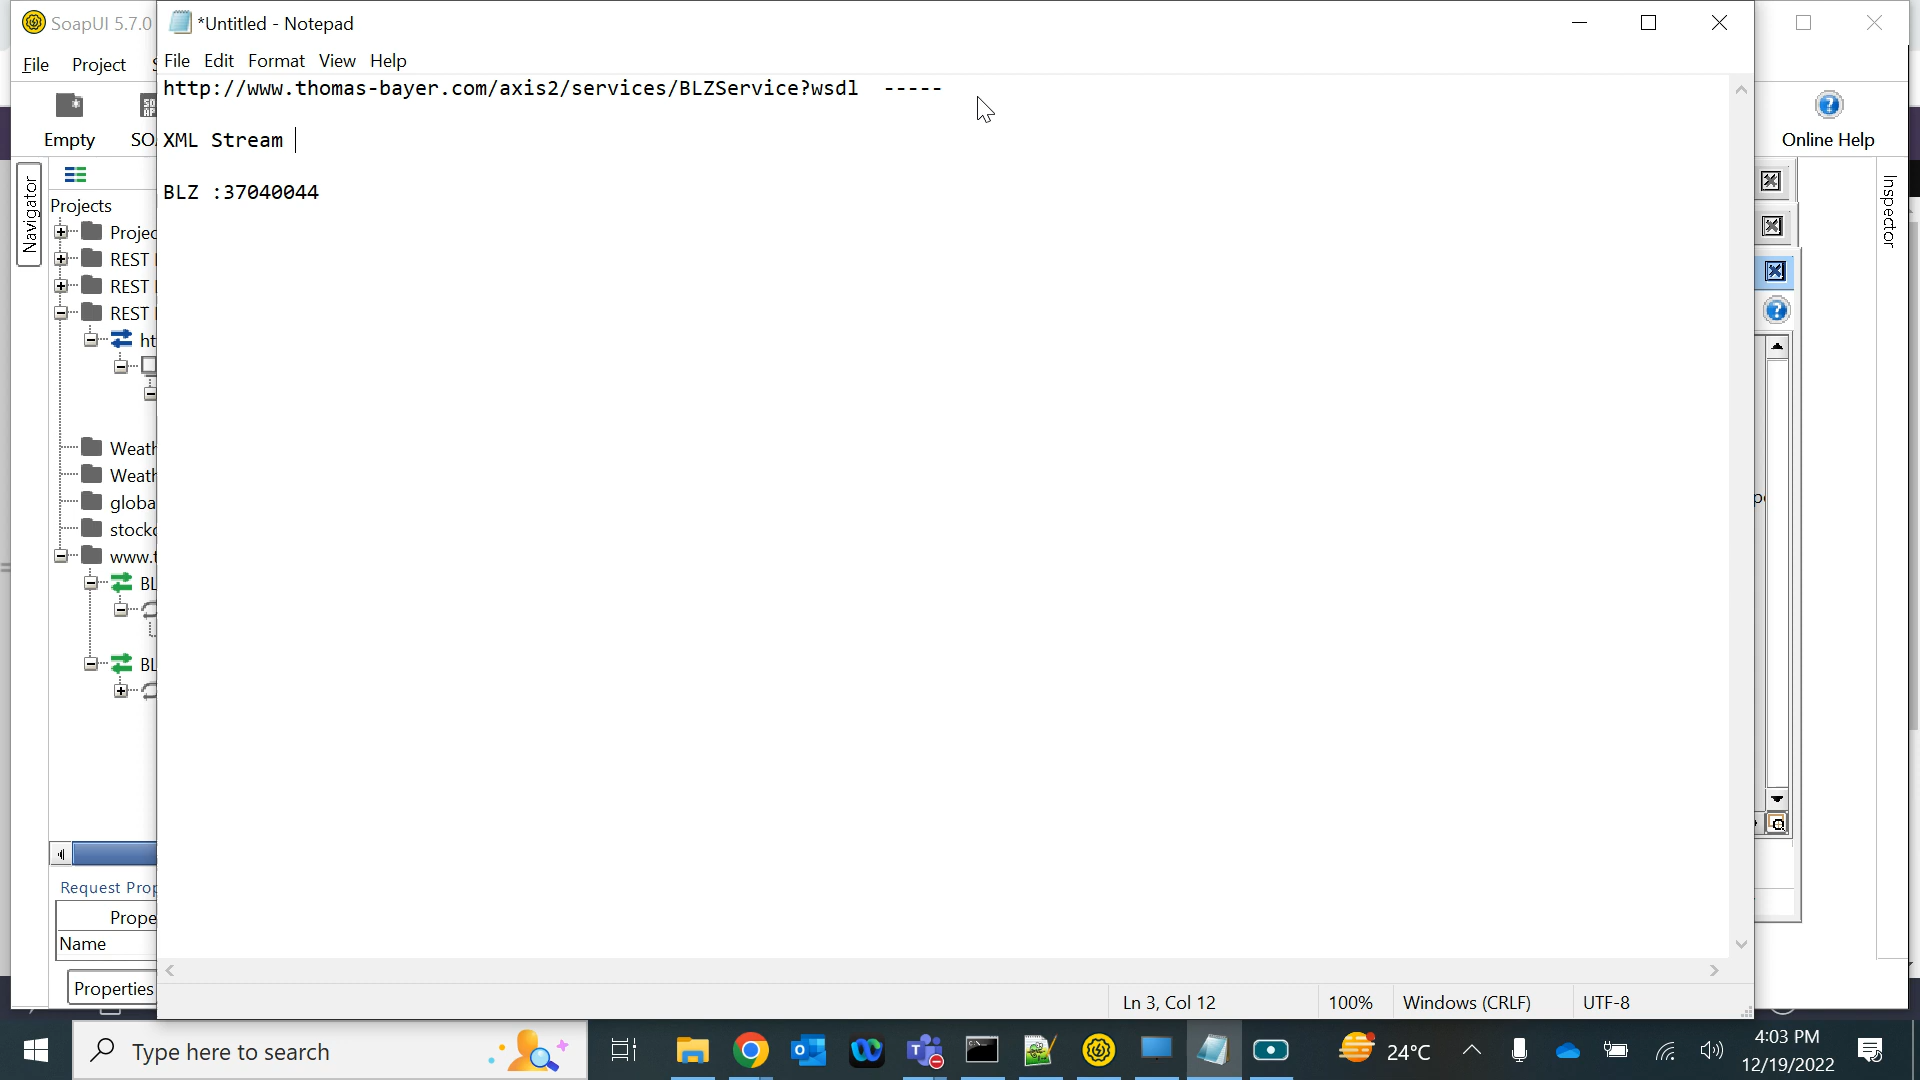 SoapUI 5.7.0
*Untitled - Notepad
File Edit Format View Help
File Project
http://www.thomas-bayer.com/axis2/services/BLZService?wsdl -----
Empty
Online Help
XML Stream
BLZ :37040044
Navigator
Inspector
Projects
REST
REST
REST
BL
BL
Name
Properties
Ln 3, Col 12
100%
Windows (CRLF)
UTF-8
Type here to search
24°C
4:03 PM
12/19/2022